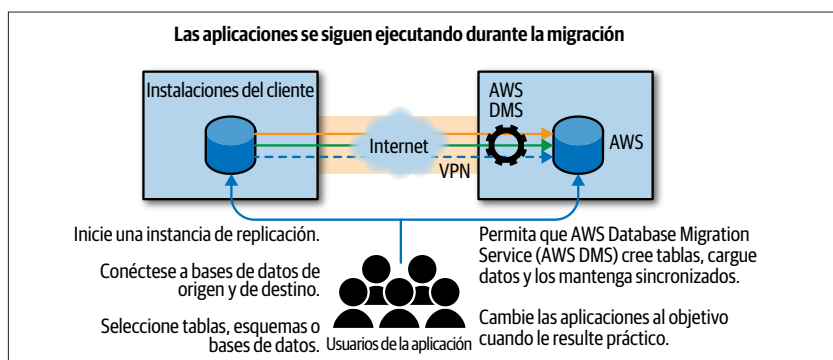 Las aplicaciones se siguen ejecutando durante la migración
Instalaciones del cliente
Internet
VPN
AWS
DMS
AWS
Inicie una instancia de replicación.
Conéctese a bases de datos de
origen y de destino.
Seleccione tablas, esquemas o
bases de datos.
Usuarios de la aplicación
Permita que AWS Database Migration
Service (AWS DMS) cree tablas, cargue
datos y los mantenga sincronizados.
Cambie las aplicaciones al objetivo
cuando le resulte práctico.